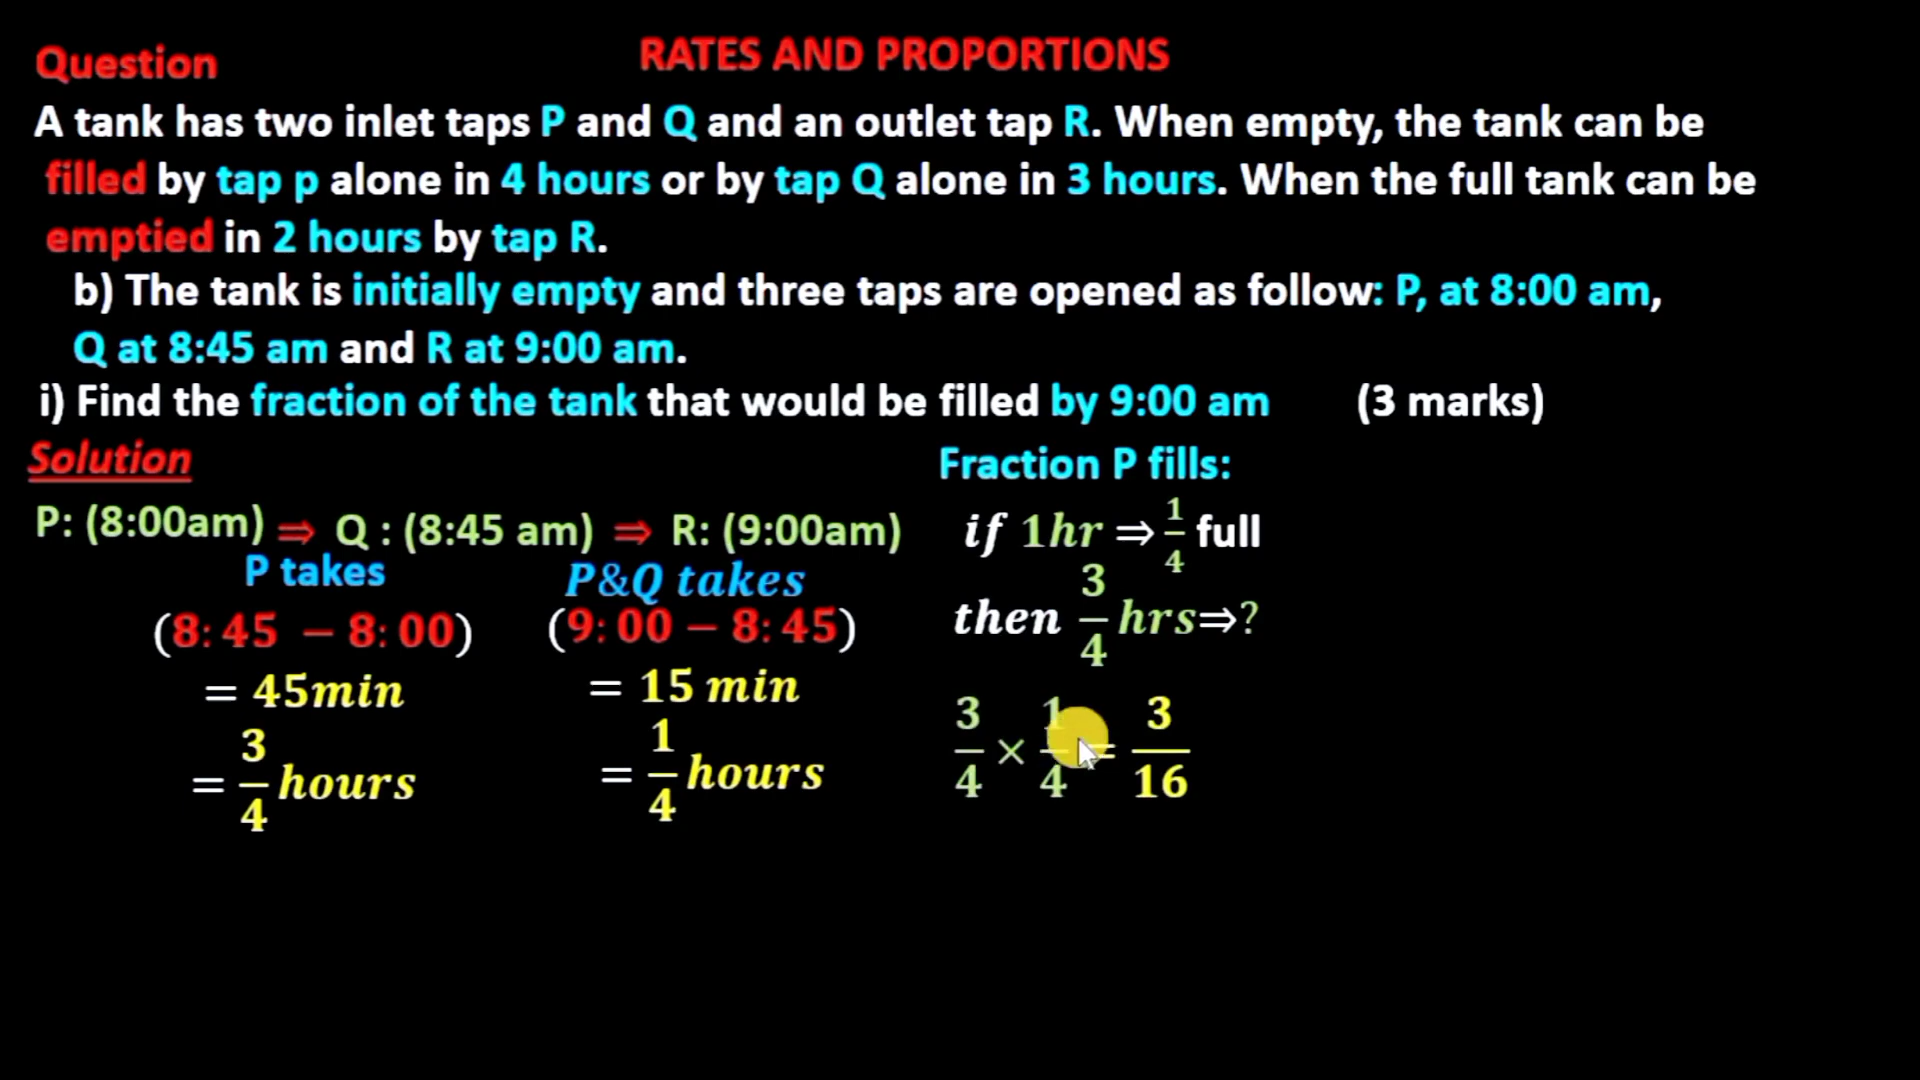 RATES AND PROPORTIONS
Question
A tank has two inlet taps P and Q and an outlet tap R. When empty, the tank can be
filled by tap p alone in 4 hours or by tap Q alone in 3 hours. When the full tank can be
emptied in 2 hours by tap R.
b) The tank is initially empty and three taps are opened as follow: P, at 8:00 am,
Q at 8:45 am and R at 9:00 am.
i) Find the fraction of the tank that would be filled by 9:00 am (3 marks)
Solution
P: (8:00am) ⇒ Q : (8:45 am) ⇒ R: (9:00am)
P takes
(8: 45 − 8: 00)
= 45min
= 3/4 hours
P&Q takes
(9: 00 − 8: 45)
= 15 min
= 1/4 hours
Fraction P fills:
if 1hr ⇒ 1/4 full
then 3/4 hrs⇒?
3/4 × 1/4 = 3/16